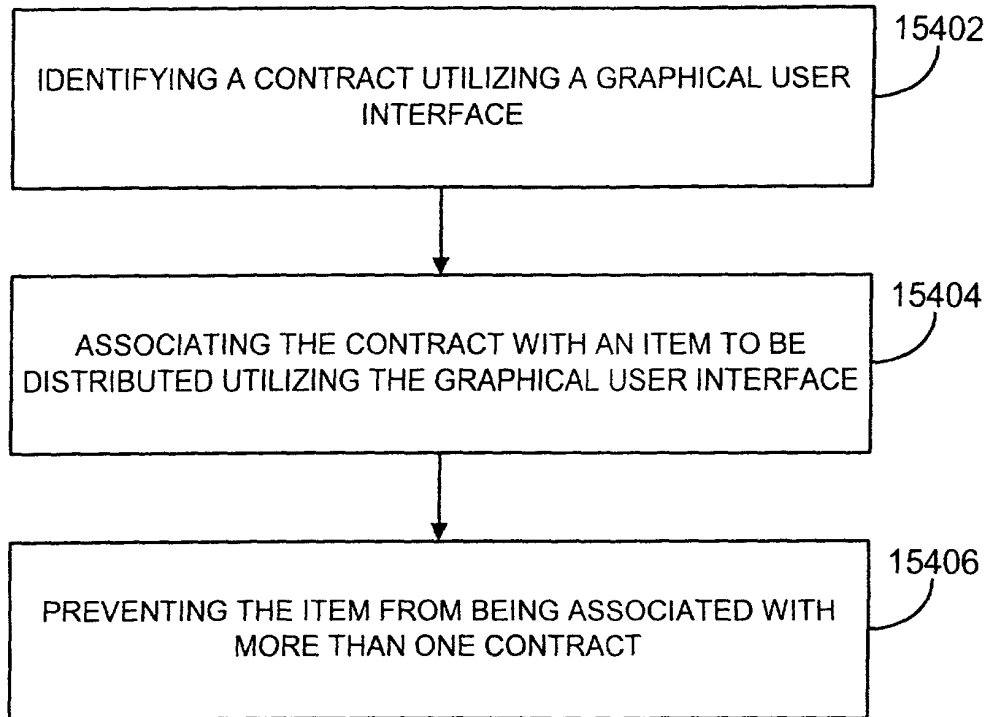 15402
IDENTIFYING A CONTRACT UTILIZING A GRAPHICAL USER
INTERFACE
15404
ASSOCIATING THE CONTRACT WITH AN ITEM TO BE
DISTRIBUTED UTILIZING THE GRAPHICAL USER INTERFACE
15406
PREVENTING THE ITEM FROM BEING ASSOCIATED WITH
MORE THAN ONE CONTRACT